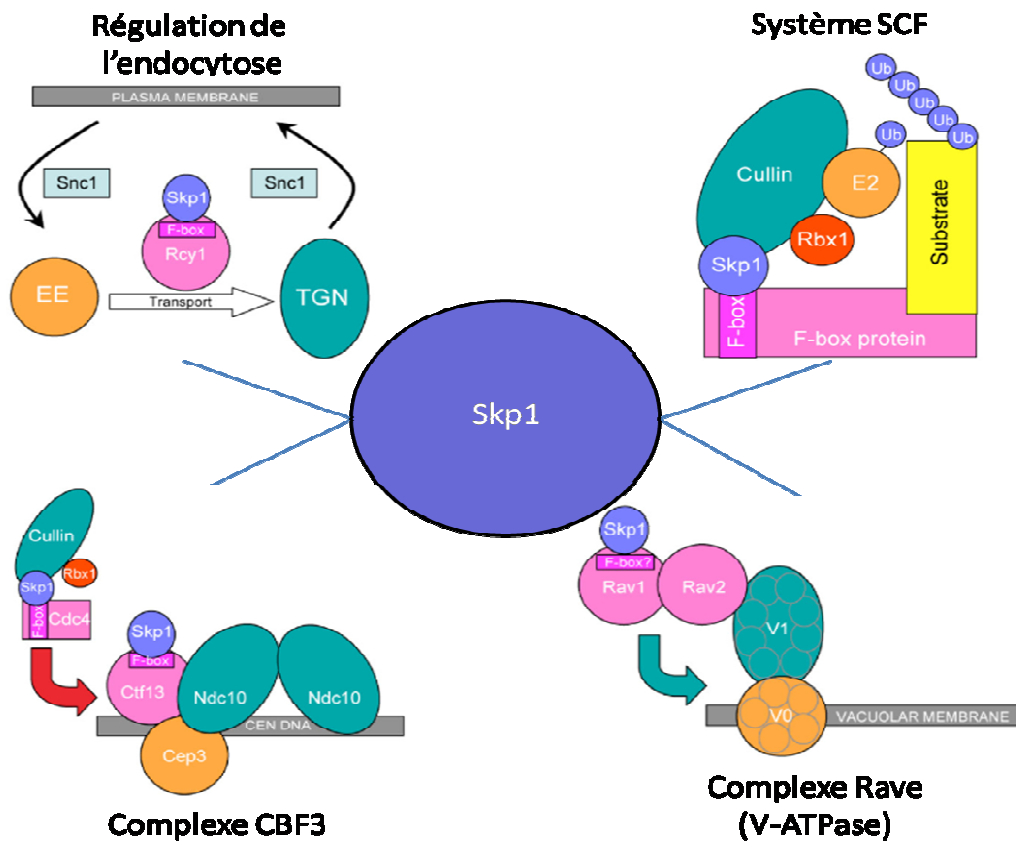 Régulation de
l'endocytose
PLASMA MEMBRANE
Snc1
Snc1
Skp1
F-box
Rcy1
EE
Transport
TGN
Système SCF
Ub
Ub
Ub
Ub
Ub
Ub
Cullin
E2
Rbx1
Skp1
Substrate
F-box
F-box protein
Skp1
Cullin
Rbx1
Skp1
F-box
Cdc4
Skp1
F-box
Ctf13
Ndc10
Ndc10
CEN DNA
Cep3
Complexe CBF3
Skp1
F-box?
Rav1
Rav2
V1
V0
VACUOLAR MEMBRANE
Complexe Rave
(V-ATPase)